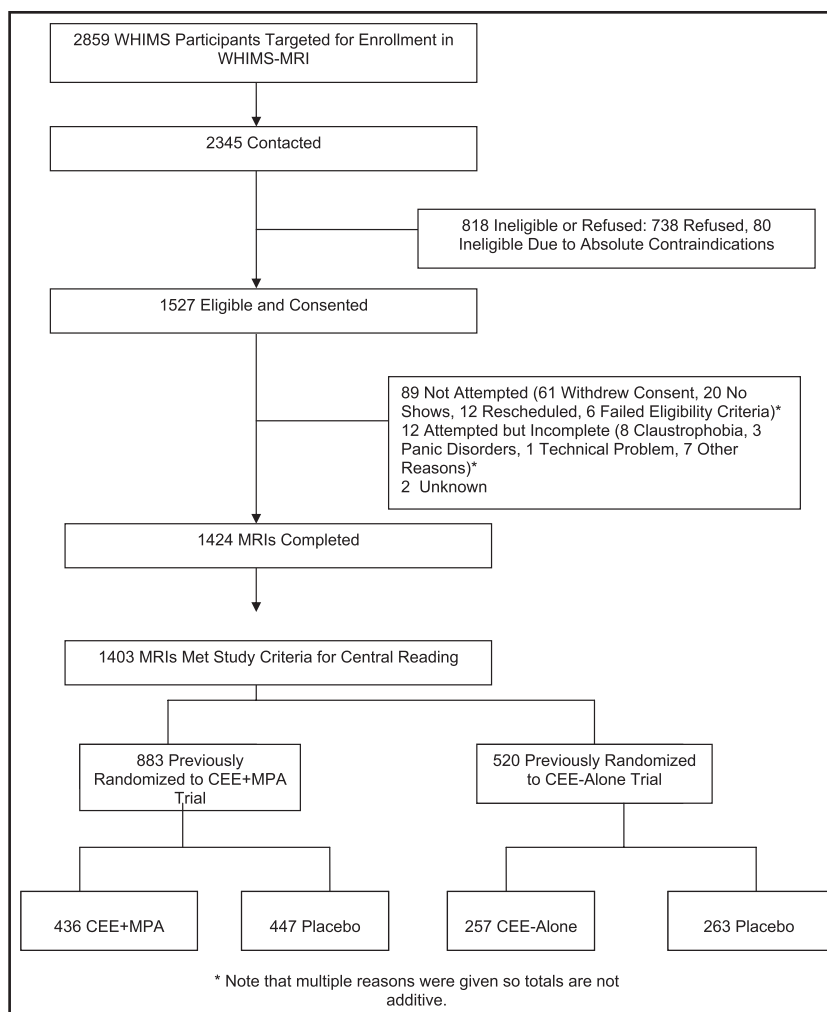 2859 WHIMS Participants Targeted for Enrollment in
WHIMS-MRI
2345 Contacted
818 Ineligible or Refused: 738 Refused, 80
Ineligible Due to Absolute Contraindications
1527 Eligible and Consented
89 Not Attempted (61 Withdrew Consent, 20 No
Shows, 12 Rescheduled, 6 Failed Eligibility Criteria)*
12 Attempted but Incomplete (8 Claustrophobia, 3
Panic Disorders, 1 Technical Problem, 7 Other
Reasons)*
2 Unknown
1424 MRIs Completed
1403 MRIs Met Study Criteria for Central Reading
883 Previously
Randomized to CEE+MPA
Trial
520 Previously Randomized
to CEE-Alone Trial
436 CEE+MPA
447 Placebo
257 CEE-Alone
263 Placebo
* Note that multiple reasons were given so totals are not
additive.